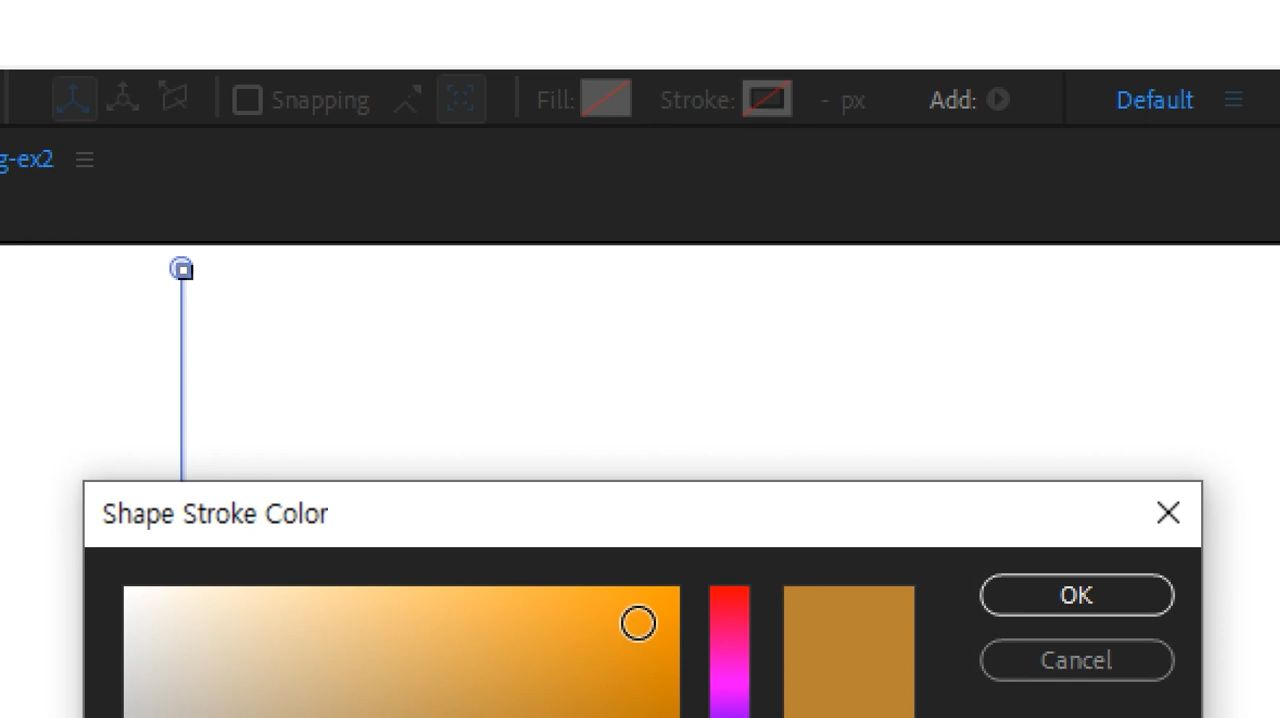 Snapping Fill: Stroke: - px Add: Default
g-ex2
Shape Stroke Color
OK
Cancel